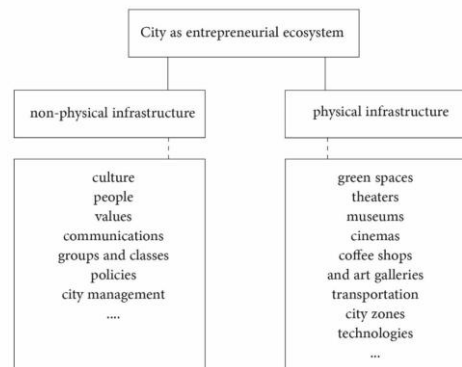 City as entrepreneurial ecosystem
non-physical infrastructure
physical infrastructure
culture
people
values
communications
groups and classes
policies
city management
....
green spaces
theaters
museums
cinemas
coffee shops
and art galleries
transportation
city zones
technologies
...